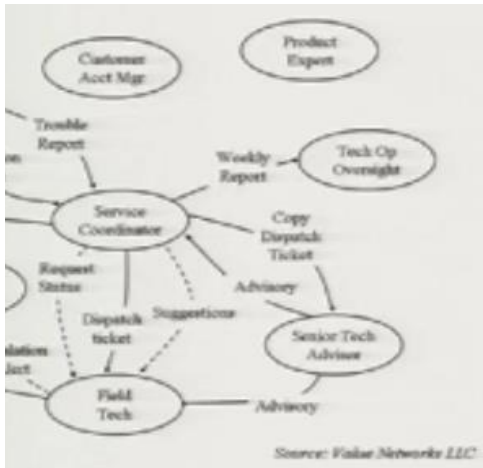 Product
Expert
Customer
Acct Mgr
Trouble
Report
on
Weekly
Report
Tech Op
Oversight
Service
Coordinator
Copy
Dispatch
Ticket
Request
Status
Advisory
Dispatch
ticket
Suggestions
Senior Tech
Advisor
Field
Tech
Advisory
Source: Value Networks LLC